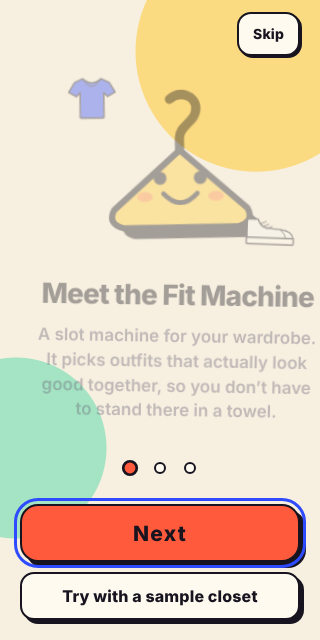 Skip
Meet the Fit Machine
A slot machine for your wardrobe.
It picks outfits that actually look
good together, so you don’t have
to stand there in a towel.
Next
Try with a sample closet